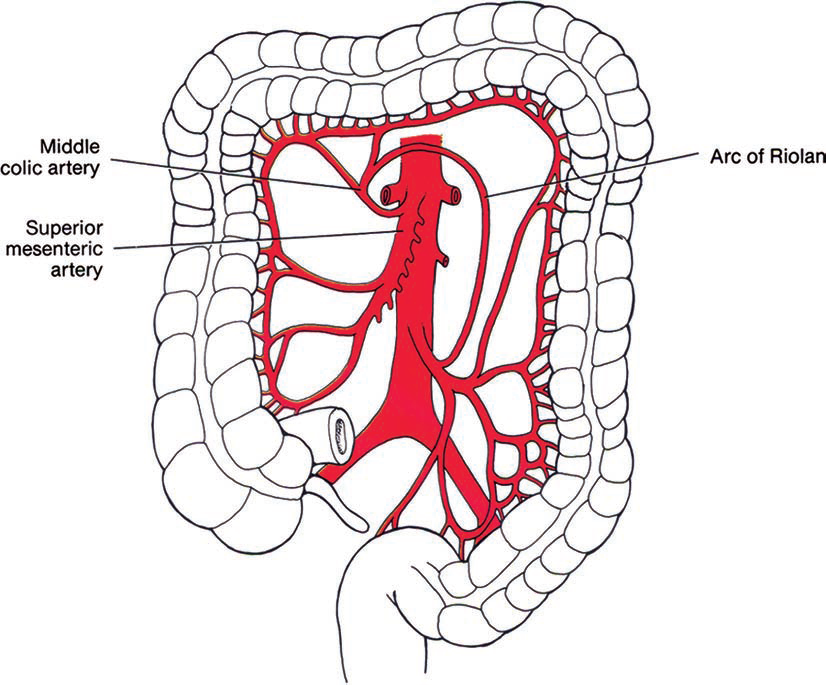 Middle
colic artery
Arc of Riolan
Superior
mesenteric
artery